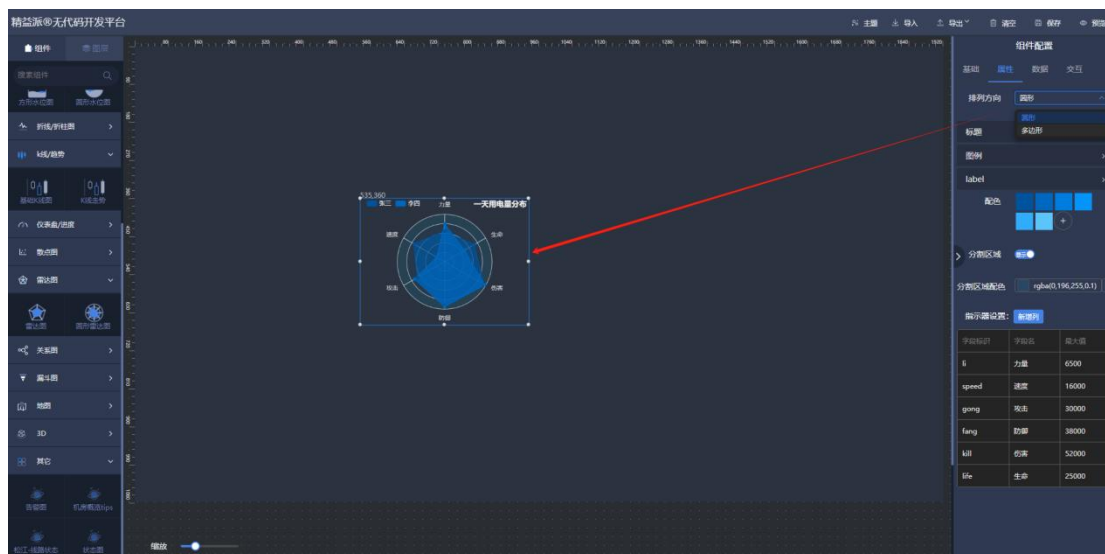 精益派®无代码开发平台
主题 导入 导出 清空 保存 预览
组件 图层
搜索组件
方形水位图 圆形水位图
折线/折柱图
k线/趋势
基础K线图 K线走势
仪表盘/进度
散点图
雷达图
雷达图 圆形雷达图
关系图
漏斗图
地图
3D
其它
音频图 机房概览tips
松江-线路状态 状态图
535,360
张三 李四 力量 一天用电量分布
速度 生命
攻击 伤害
防御
缩放
组件配置
基础 属性 数据 交互
排列方向 圆形
圆形
多边形
标题
图例
label
配色
分割区域
分割区域配色 rgba(0,196,255,0.1)
指示器设置: 新增列
字段标识 字段名 最大值
li 力量 6500
speed 速度 16000
gong 攻击 30000
fang 防御 38000
kill 伤害 52000
life 生命 25000